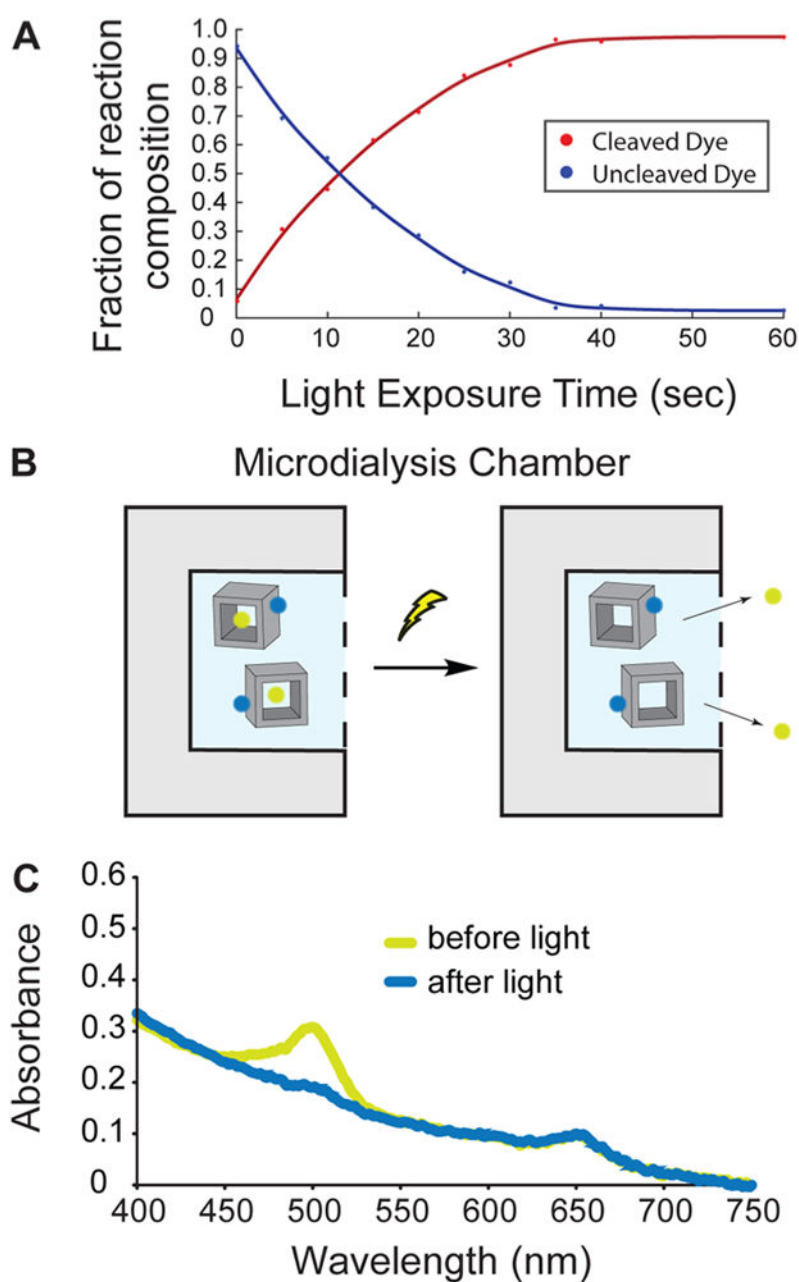 A
Fraction of reaction
composition
1.0
0.9
0.8
0.7
0.6
0.5
0.4
0.3
0.2
0.1
0
Cleaved Dye
Uncleaved Dye
0 10 20 30 40 50 60
Light Exposure Time (sec)
B Microdialysis Chamber
C
Absorbance
0.6
0.5
0.4
0.3
0.2
0.1
0
before light
after light
400 450 500 550 600 650 700 750
Wavelength (nm)